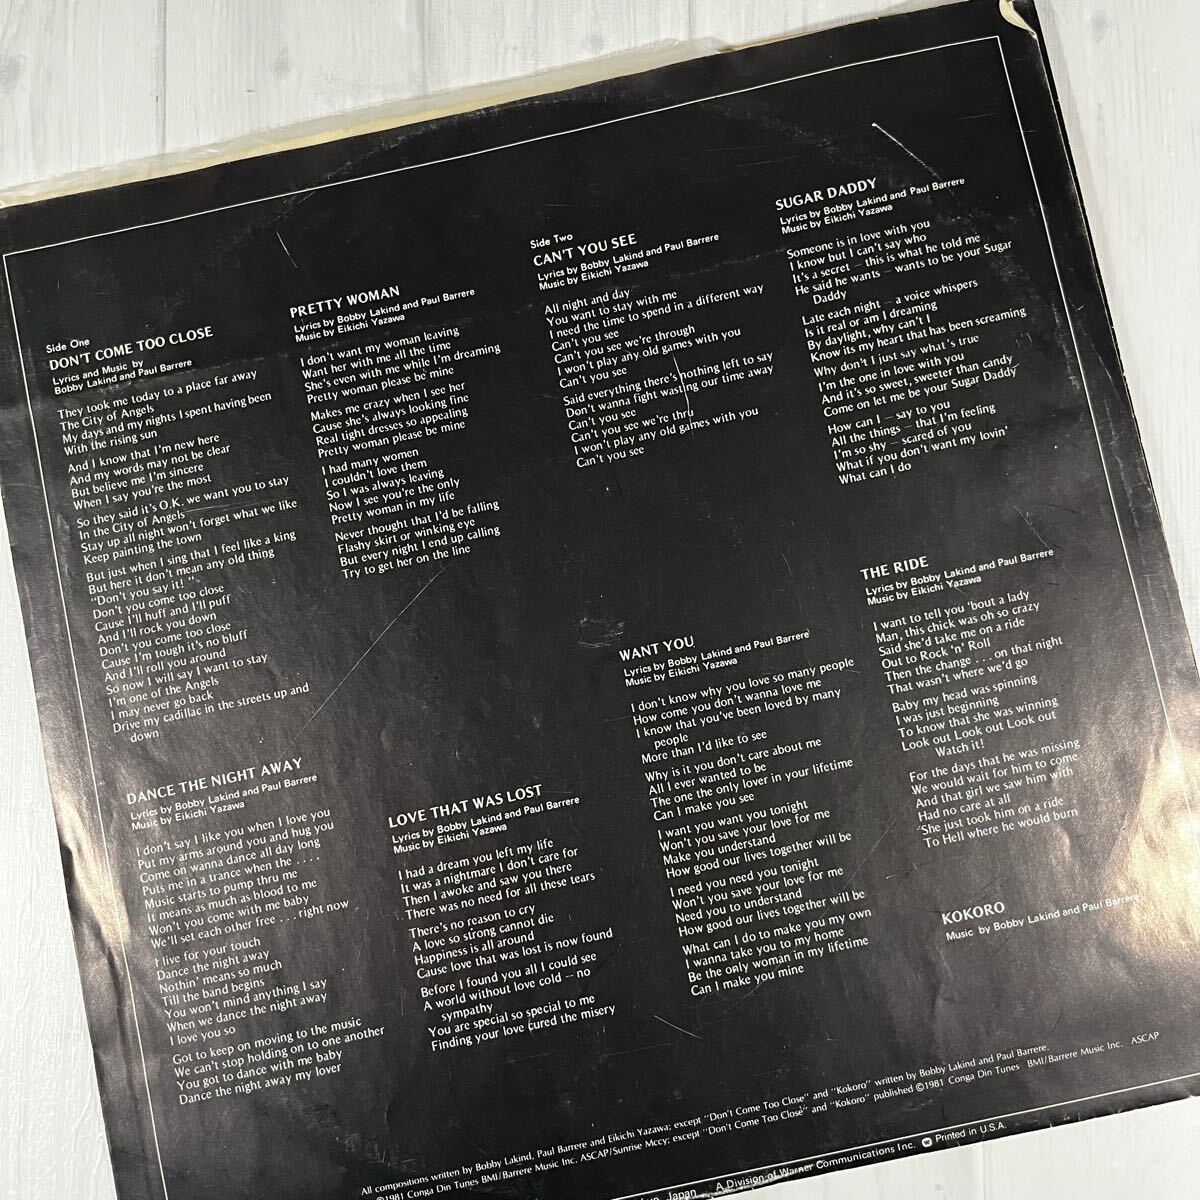 Side One
DON'T COME TOO CLOSE
Lyrics and Music by
Bobby Lakind and Paul Barrere
They took me today to a place far away
The City of Angels
My days and my nights I spent having been
With the rising sun
And I know that I'm new here
And my words may not be clear
But believe me I'm sincere
When I say you're the most
So they said it's O.K. we want you to stay
In the City of Angels
Stay up all night won't forget what we like
Keep painting the town
But just when I sing that I feel like a king
But here it don't mean any old thing
"Don't you say it! "
Don't you come too close
Cause I'll huff and I'll puff
And I'll rock you down
Don't you come too close
Cause I'm tough it's no bluff
And I'll roll you around
So now I will say I want to stay
I'm one of the Angels
I may never go back
Drive my cadillac in the streets up and
down
DANCE THE NIGHT AWAY
Lyrics by Bobby Lakind and Paul Barrere
Music by Eikichi Yazawa
I don't say I like you when I love you
Put my arms around you and hug you
Come on wanna dance all day long
Puts me in a trance when the ....
Music starts to pump thru me
It means as much as blood to me
Won't you come with me baby
We'll set each other free ... right now
I live for your touch
Dance the night away
Nothin' means so much
Till the band begins
You won't mind anything I say
When we dance the night away
I love you so
Got to keep on moving to the music
We can't stop holding on to one another
You got to dance with me baby
Dance the night away my lover
PRETTY WOMAN
Lyrics by Bobby Lakind and Paul Barrere
Music by Eikichi Yazawa
I don't want my woman leaving
Want her with me all the time
She's even with me while I'm dreaming
Pretty woman please be mine
Makes me crazy when I see her
Cause she's always looking fine
Real tight dresses so appealing
Pretty woman please be mine
I had many women
I couldn't love them
So I was always leaving
Now I see you're the only
Pretty woman in my life
Never thought that I'd be falling
Flashy skirt or winking eye
But every night I end up calling
Try to get her on the line
LOVE THAT WAS LOST
Lyrics by Bobby Lakind and Paul Barrere
Music by Eikichi Yazawa
I had a dream you left my life
It was a nightmare I don't care for
Then I awoke and saw you there
There was no need for all these tears
There's no reason to cry
A love so strong cannot die
Happiness is all around
Cause love that was lost is now found
Before I found you all I could see
A world without love cold — no
sympathy
You are special so special to me
Finding your love cured the misery
Side Two
CAN'T YOU SEE
Lyrics by Bobby Lakind and Paul Barrere
Music by Eikichi Yazawa
All night and day
You want to stay with me
I need the time to spend in a different way
Can't you see
Can't you see we're through
I won't play any old games with you
Can't you see
Said everything there's nothing left to say
Don't wanna fight wasting our time away
Can't you see
Can't you see we're thru
I won't play any old games with you
Can't you see
WANT YOU
Lyrics by Bobby Lakind and Paul Barrere
Music by Eikichi Yazawa
I don't know why you love so many people
How come you don't wanna love me
I know that you've been loved by many
people
More than I'd like to see
Why is it you don't care about me
All I ever wanted to be
The one the only lover in your lifetime
Can I make you see
I want you want you tonight
Won't you save your love for me
Make you understand
How good our lives together will be
I need you need you tonight
Won't you save your love for me
Need you to understand
How good our lives together will be
What can I do to make you my own
I wanna take you to my home
Be the only woman in my lifetime
Can I make you mine
SUGAR DADDY
Lyrics by Bobby Lakind and Paul Barrere
Music by Eikichi Yazawa
Someone is in love with you
I know but I can't say who
It's a secret — this is what he told me
He said he wants — wants to be your Sugar
Daddy
Late each night — a voice whispers
Is it real or am I dreaming
By daylight, why can't I
Know its my heart that has been screaming
Why don't I just say what's true
I'm the one in love with you
And it's so sweet, sweeter than candy
Come on let me be your Sugar Daddy
How can I — say to you
All the things — that I'm feeling
I'm so shy — scared of you
What if you don't want my lovin'
What can I do
THE RIDE
Lyrics by Bobby Lakind and Paul Barrere
Music by Eikichi Yazawa
I want to tell you 'bout a lady
Man, this chick was oh so crazy
Said she'd take me on a ride
Out to Rock 'n' Roll
Then the change ... on that night
That wasn't where we'd go
Baby my head was spinning
I was just beginning
To know that she was winning
Look out Look out Look out
Watch it!
For the days that he was missing
We would wait for him to come
And that girl we saw him with
Had no care at all
She just took him on a ride
To Hell where he would burn
KOKORO
Music by Bobby Lakind and Paul Barrere
All compositions written by Bobby Lakind, Paul Barrere and Eikichi Yazawa; except "Don't Come Too Close" and "Kokoro" written by Bobby Lakind and Paul Barrere.
©1981 Conga Din Tunes BMI/Barrere Music Inc. ASCAP/Sunrise Mccy; except "Don't Come Too Close" and "Kokoro" published ©1981 Conga Din Tunes BMI/Barrere Music Inc. ASCAP
Japan A Division of Warner Communications Inc. Printed in U.S.A.